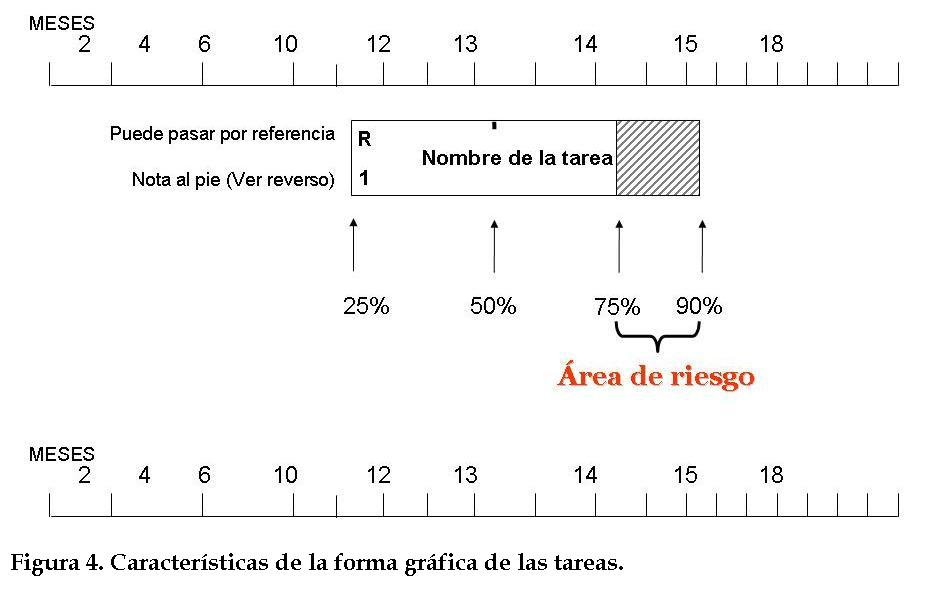 MESES
2 4 6 10 12 13 14 15 18
Puede pasar por referencia R
Nombre de la tarea
Nota al pie (Ver reverso) 1
25% 50% 75% 90%
Área de riesgo
MESES
2 4 6 10 12 13 14 15 18
Figura 4. Características de la forma gráfica de las tareas.